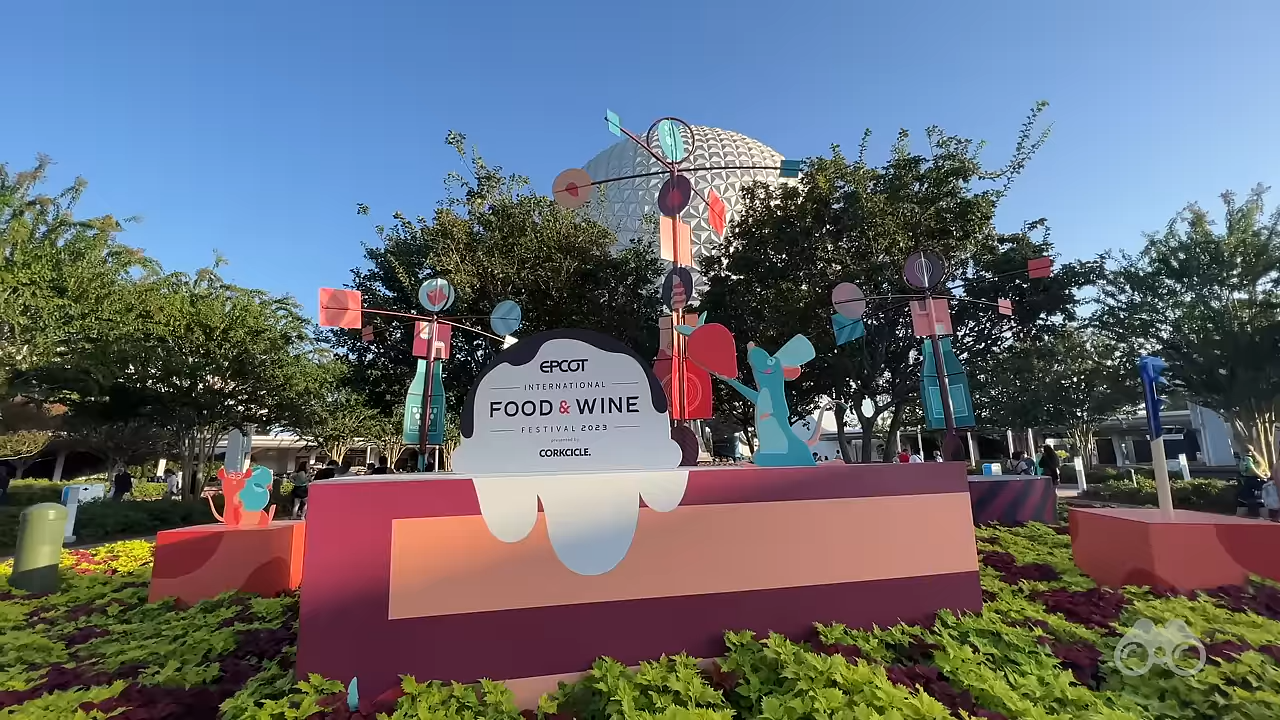 EPCOT
INTERNATIONAL
FOOD & WINE
FESTIVAL 2023
presented by
CORKCICLE.